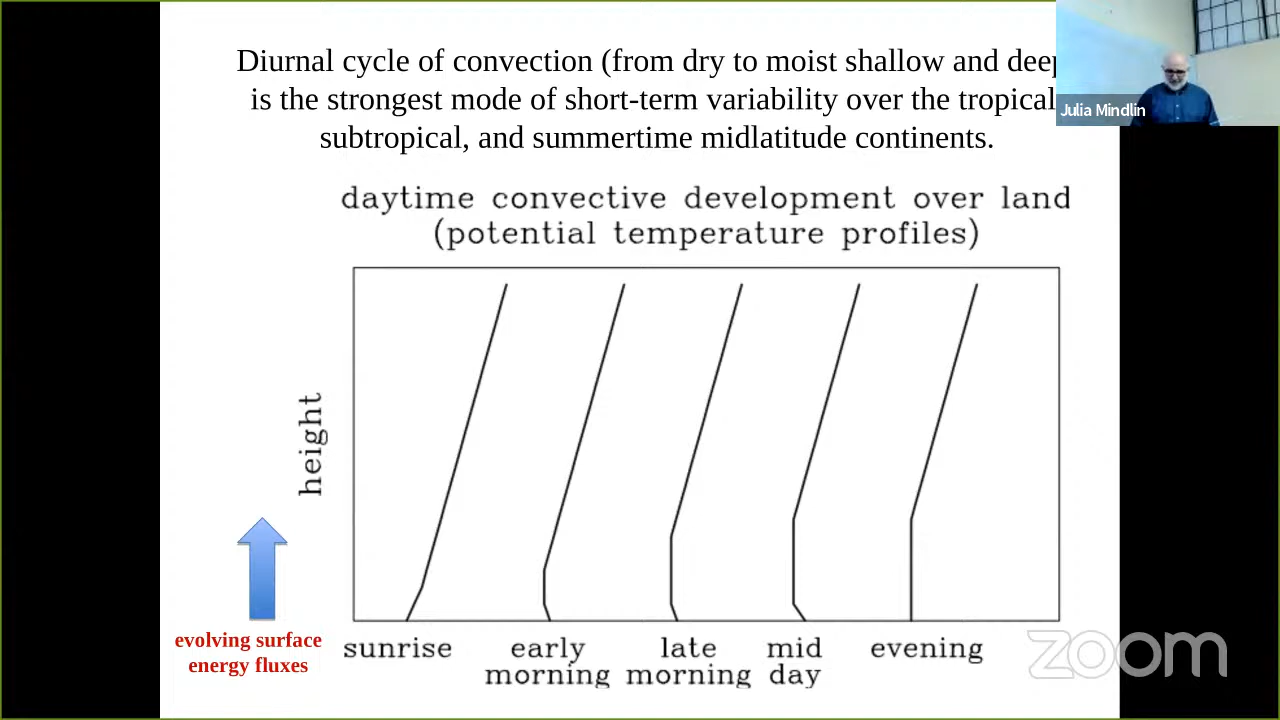 Diurnal cycle of convection (from dry to moist shallow and deep
is the strongest mode of short-term variability over the tropical
subtropical, and summertime midlatitude continents.
Julia Mindlin
daytime convective development over land
(potential temperature profiles)
height
evolving surface
energy fluxes
sunrise
early
morning
late
morning
mid
day
evening
zoom